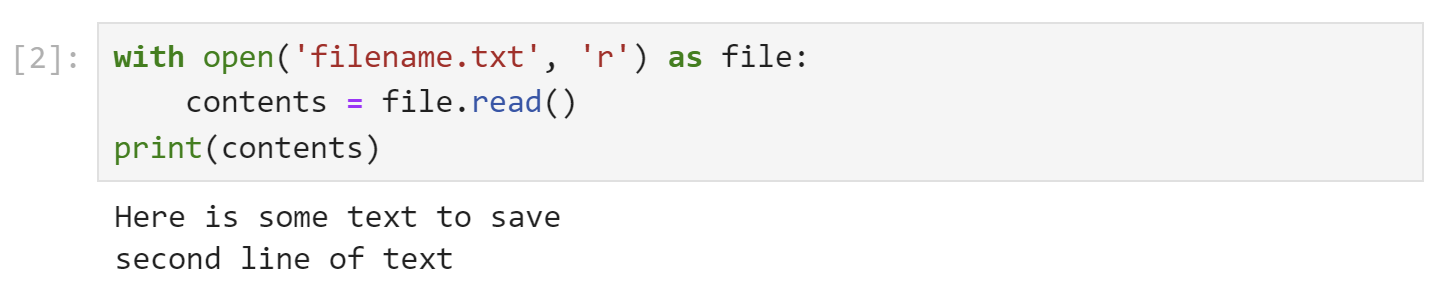 [2]: with open('filename.txt', 'r') as file:
    contents = file.read()
print(contents)
Here is some text to save
second line of text